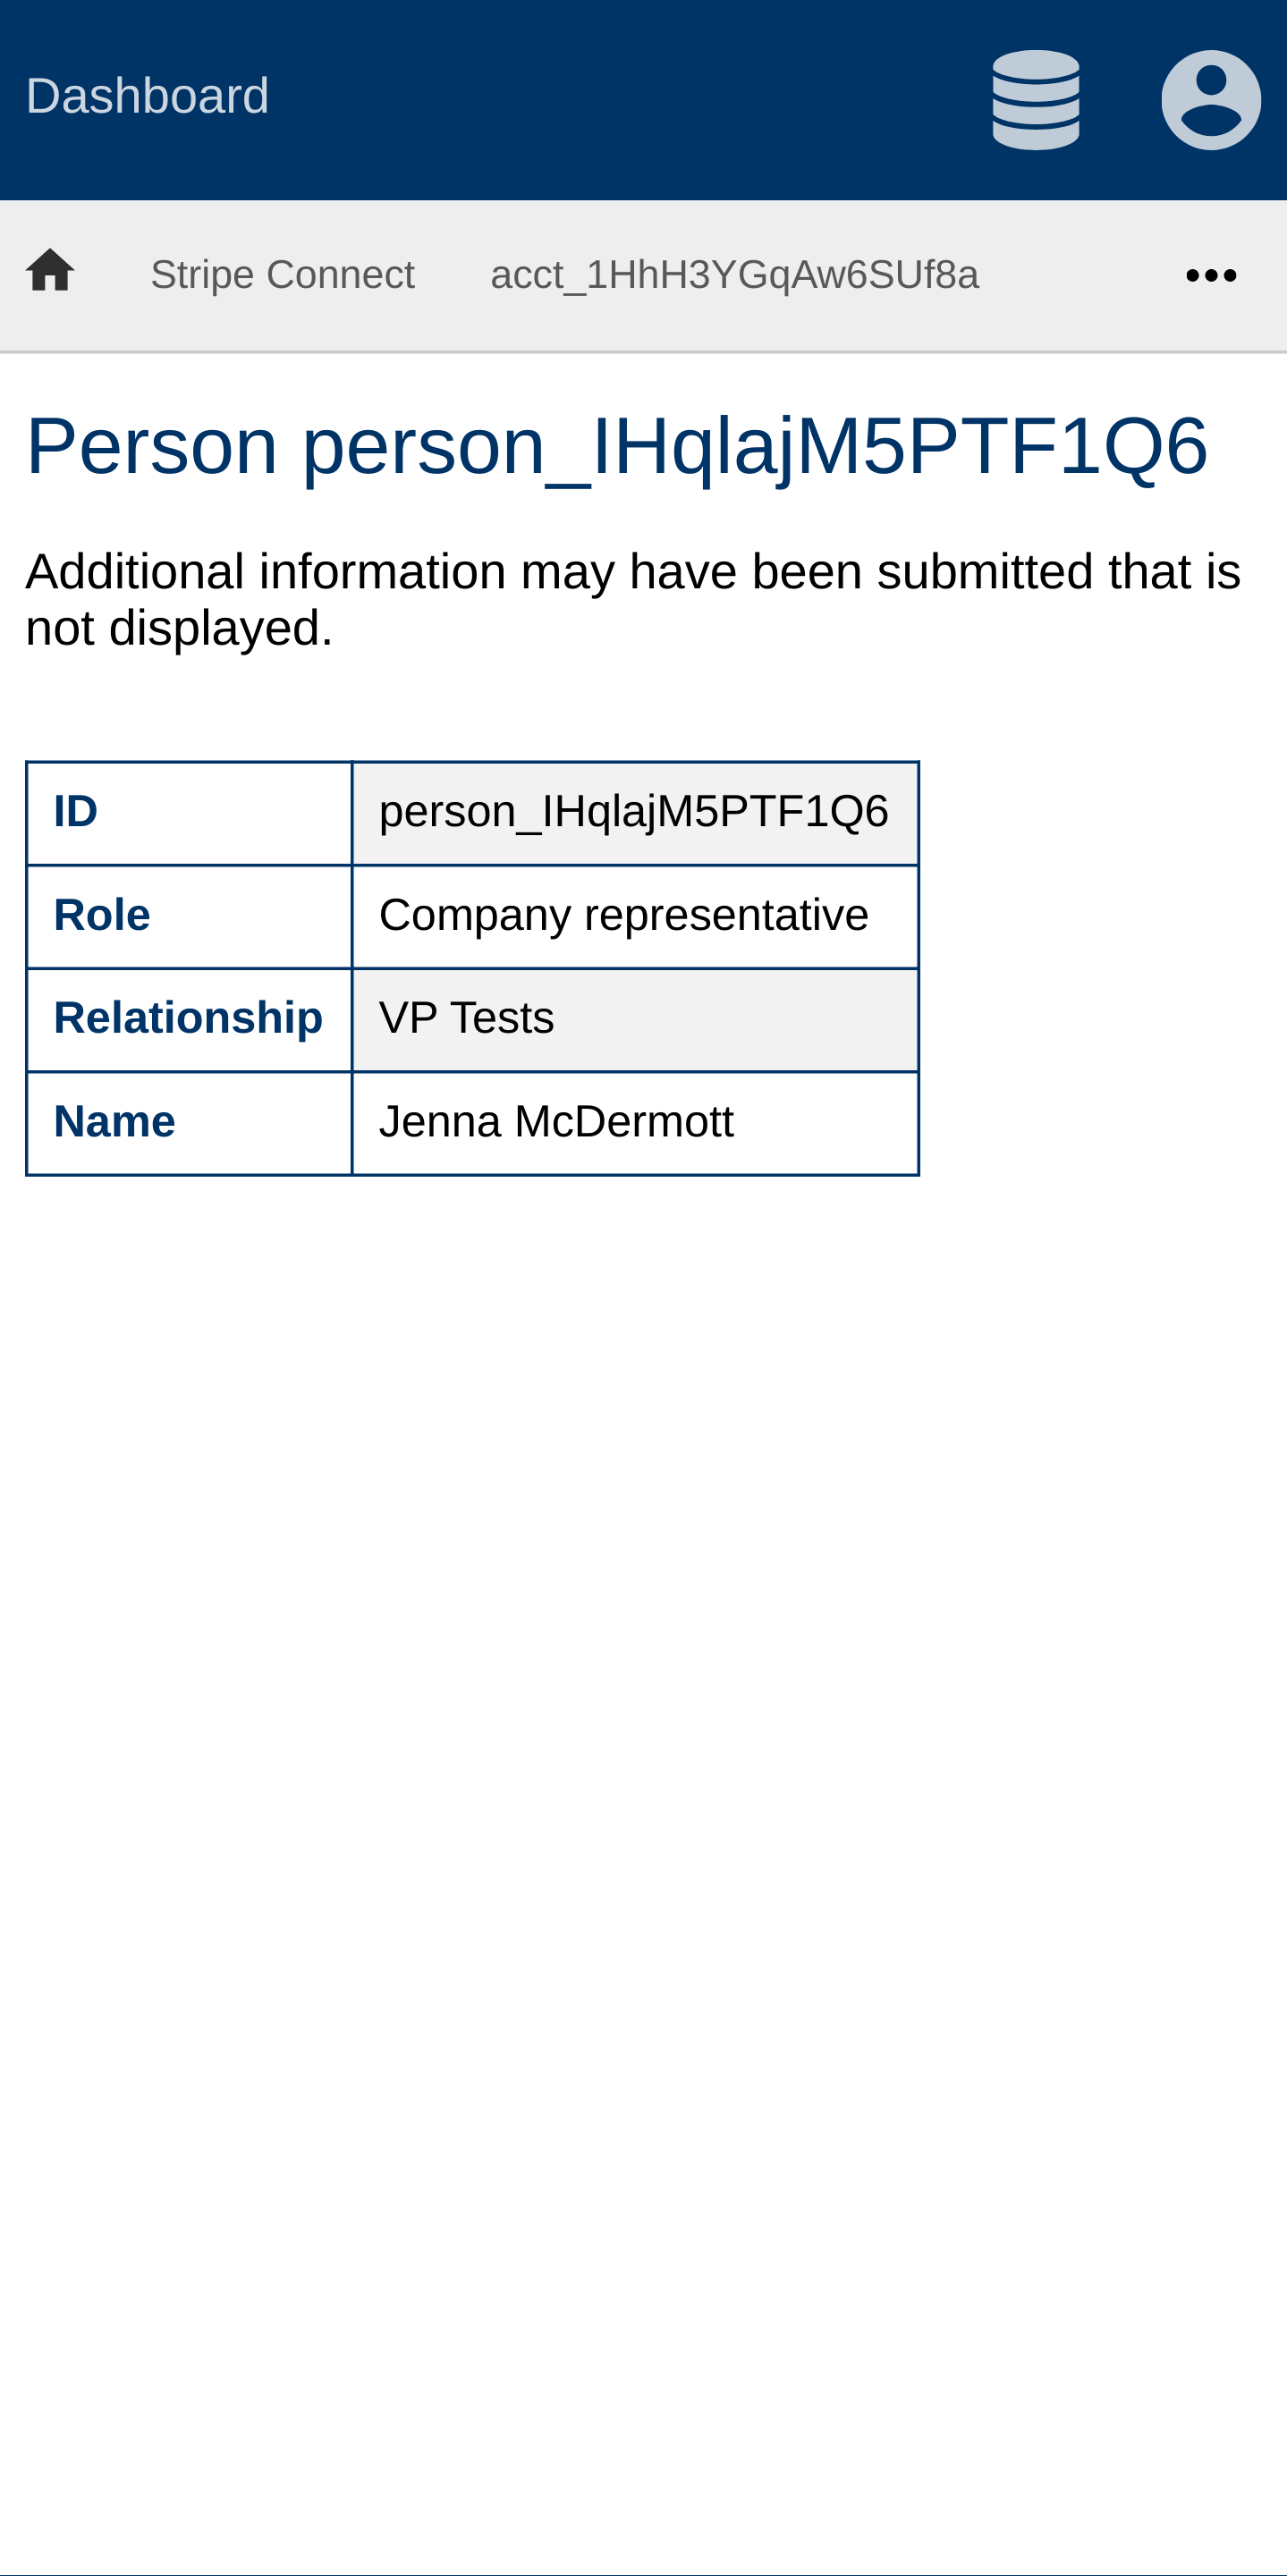 Dashboard
Stripe Connect acct_1HhH3YGqAw6SUf8a
Person person_IHqlajM5PTF1Q6
Additional information may have been submitted that is
not displayed.
ID person_IHqlajM5PTF1Q6
Role Company representative
Relationship VP Tests
Name Jenna McDermott